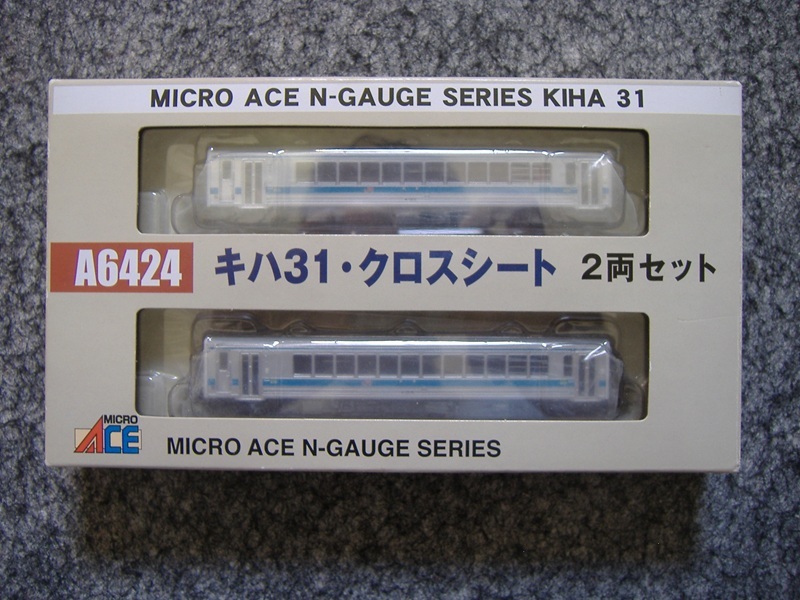 MICRO ACE N-GAUGE SERIES KIHA 31
A6424 キハ31・クロスシート 2両セット
MICRO ACE
MICRO ACE N-GAUGE SERIES